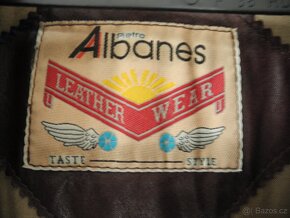 Pietro
Albanes
LEATHER WEAR
TASTE STYLE
© Bazos.cz